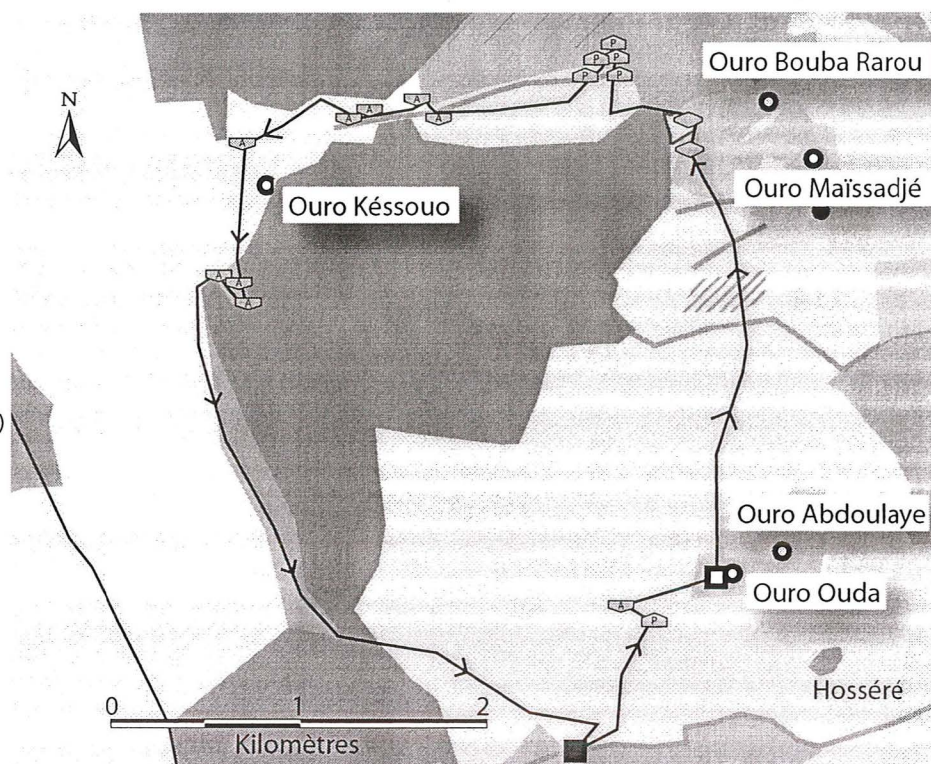 P
P P
P P
Ouro Bouba Rarou
N
A
A A
A A
Ouro Maïssadjé
Ouro Késsouo
A
A
A
)
Ouro Abdoulaye
Ouro Ouda
A
P
Hosséré
0 1 2
Kilomètres